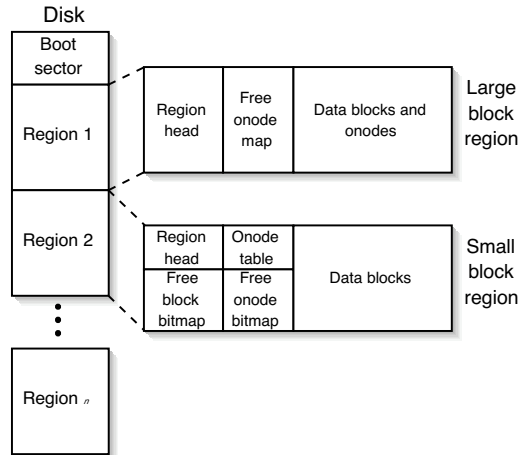 Disk
Boot
sector
Region 1
Region 2
Region n
Region
head
Free
onode
map
Data blocks and
onodes
Large
block
region
Region
head
Onode
table
Free
block
bitmap
Free
onode
bitmap
Data blocks
Small
block
region